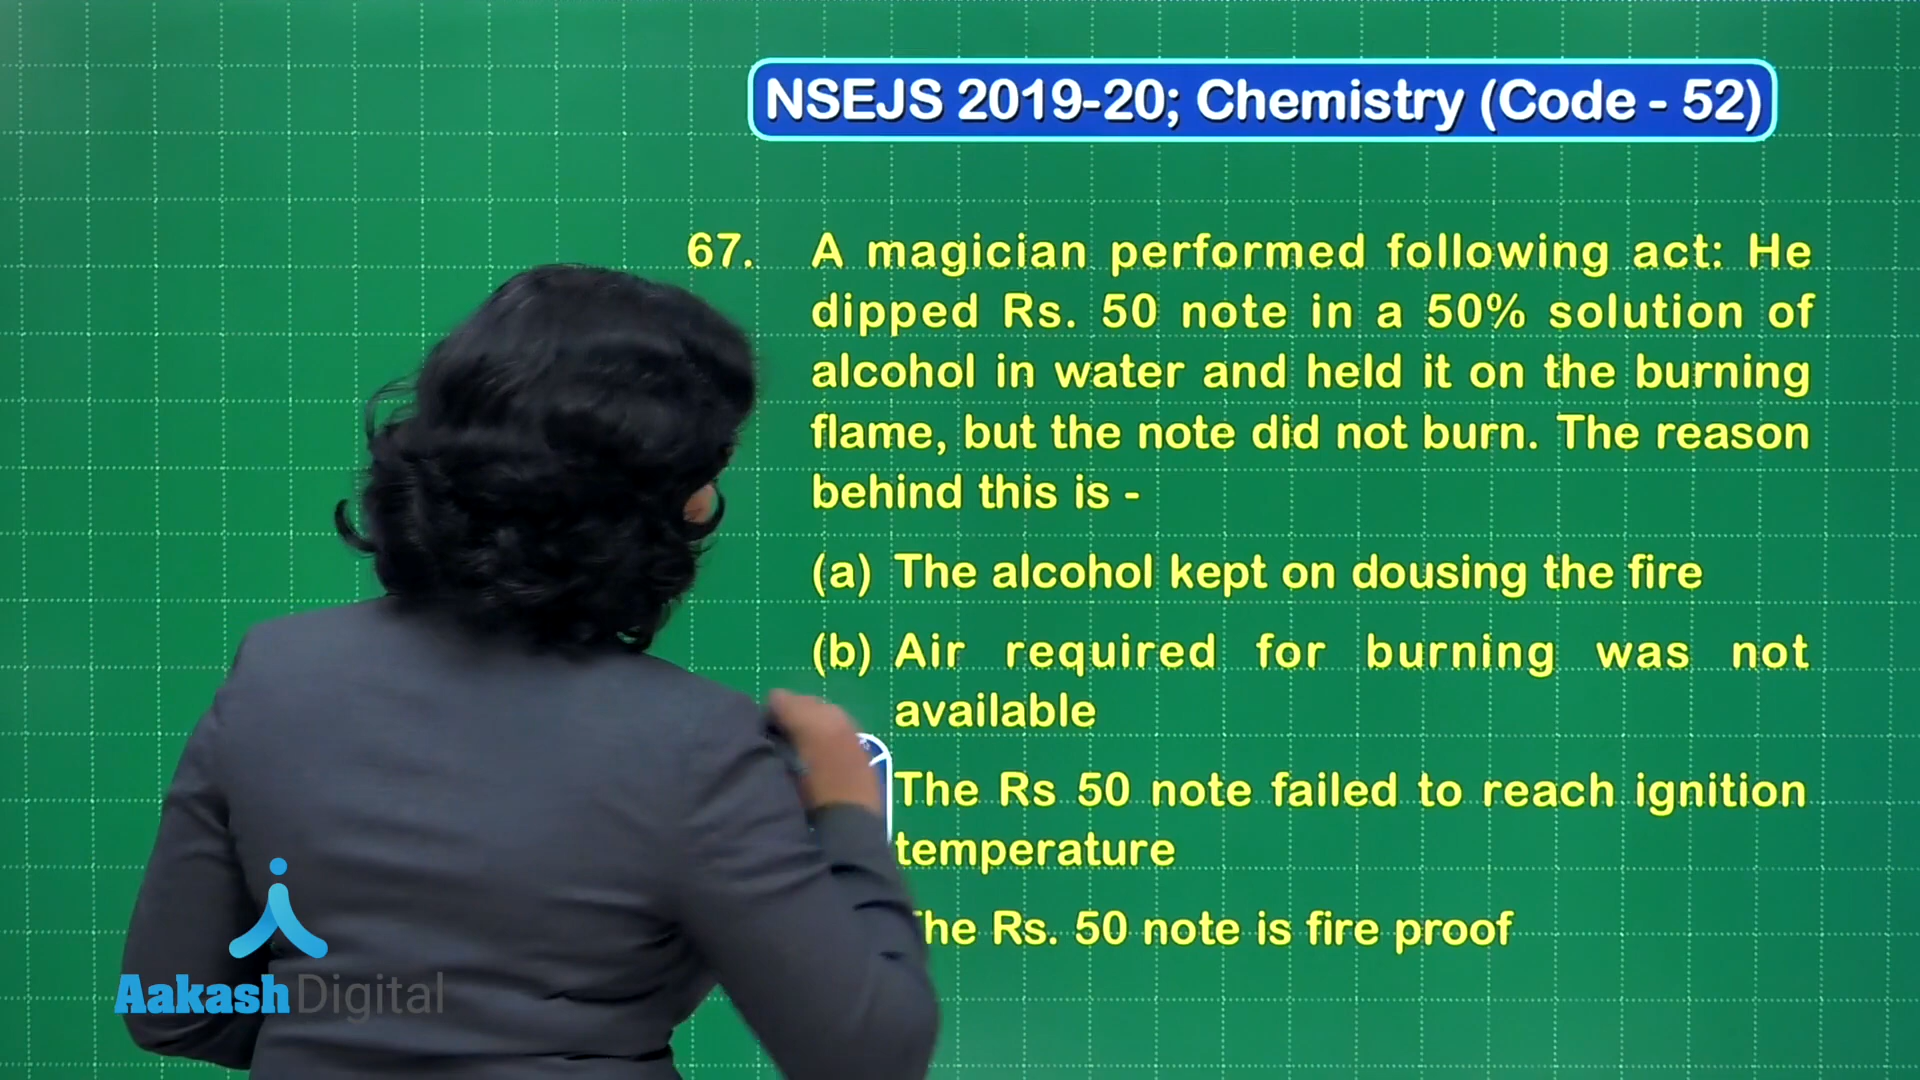 NSEJS 2019-20; Chemistry (Code - 52)
67. A magician performed following act: He
dipped Rs. 50 note in a 50% solution of
alcohol in water and held it on the burning
flame, but the note did not burn. The reason
behind this is -
(a) The alcohol kept on dousing the fire
(b) Air required for burning was not
available
The Rs 50 note failed to reach ignition
temperature
The Rs. 50 note is fire proof
Aakash Digital